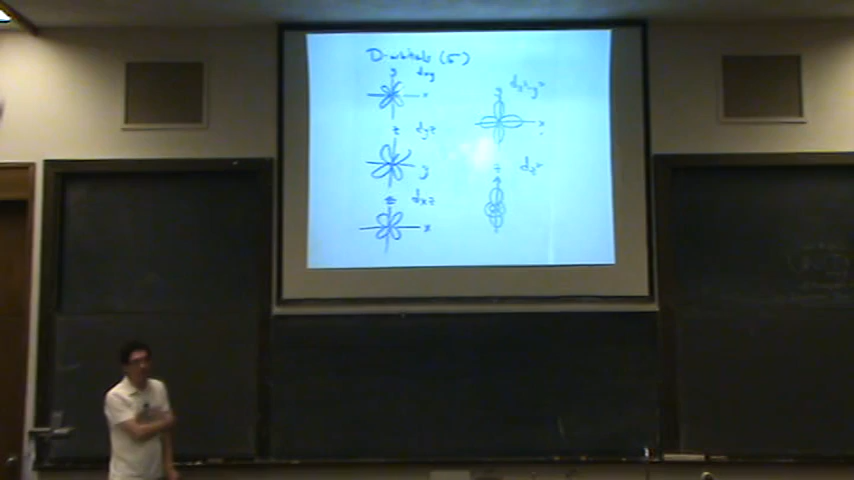 D-orbitals (5)
y dxy
x
z dyz
y
z dxz
x
dx²-y²
y
x
z dz²